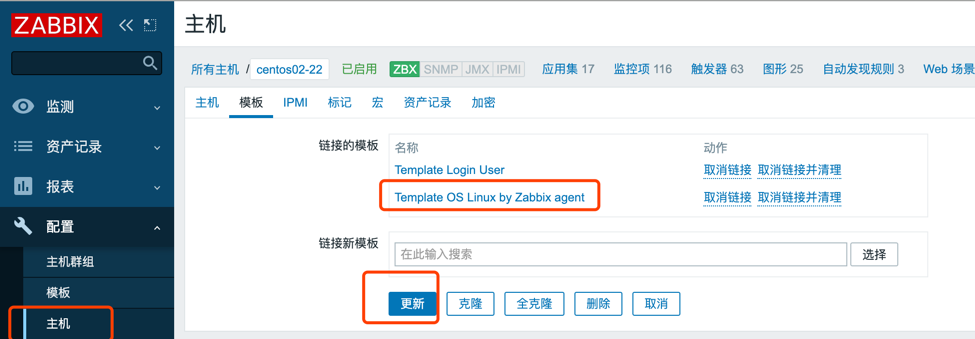 ZABBIX
监测
资产记录
报表
配置
主机群组
模板
主机
主机
所有主机 / centos02-22 已启用 ZBX SNMP JMX IPMI 应用集 17 监控项 116 触发器 63 图形 25 自动发现规则 3 Web 场景
主机 模板 IPMI 标记 宏 资产记录 加密
链接的模板 名称 动作
Template Login User 取消链接 取消链接并清理
Template OS Linux by Zabbix agent 取消链接 取消链接并清理
链接新模板 在此输入搜索 选择
更新 克隆 全克隆 删除 取消